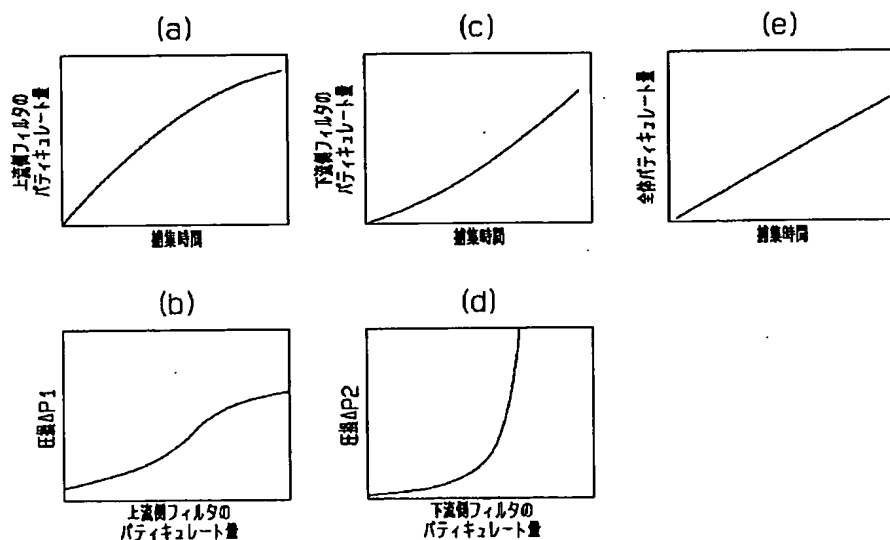 (a)
上流側フィルタの
パティキュレート量
捕集時間
(c)
下流側フィルタの
パティキュレート量
捕集時間
(e)
全体パティキュレート量
捕集時間
(b)
圧損ΔP1
上流側フィルタの
パティキュレート量
(d)
圧損ΔP2
下流側フィルタの
パティキュレート量